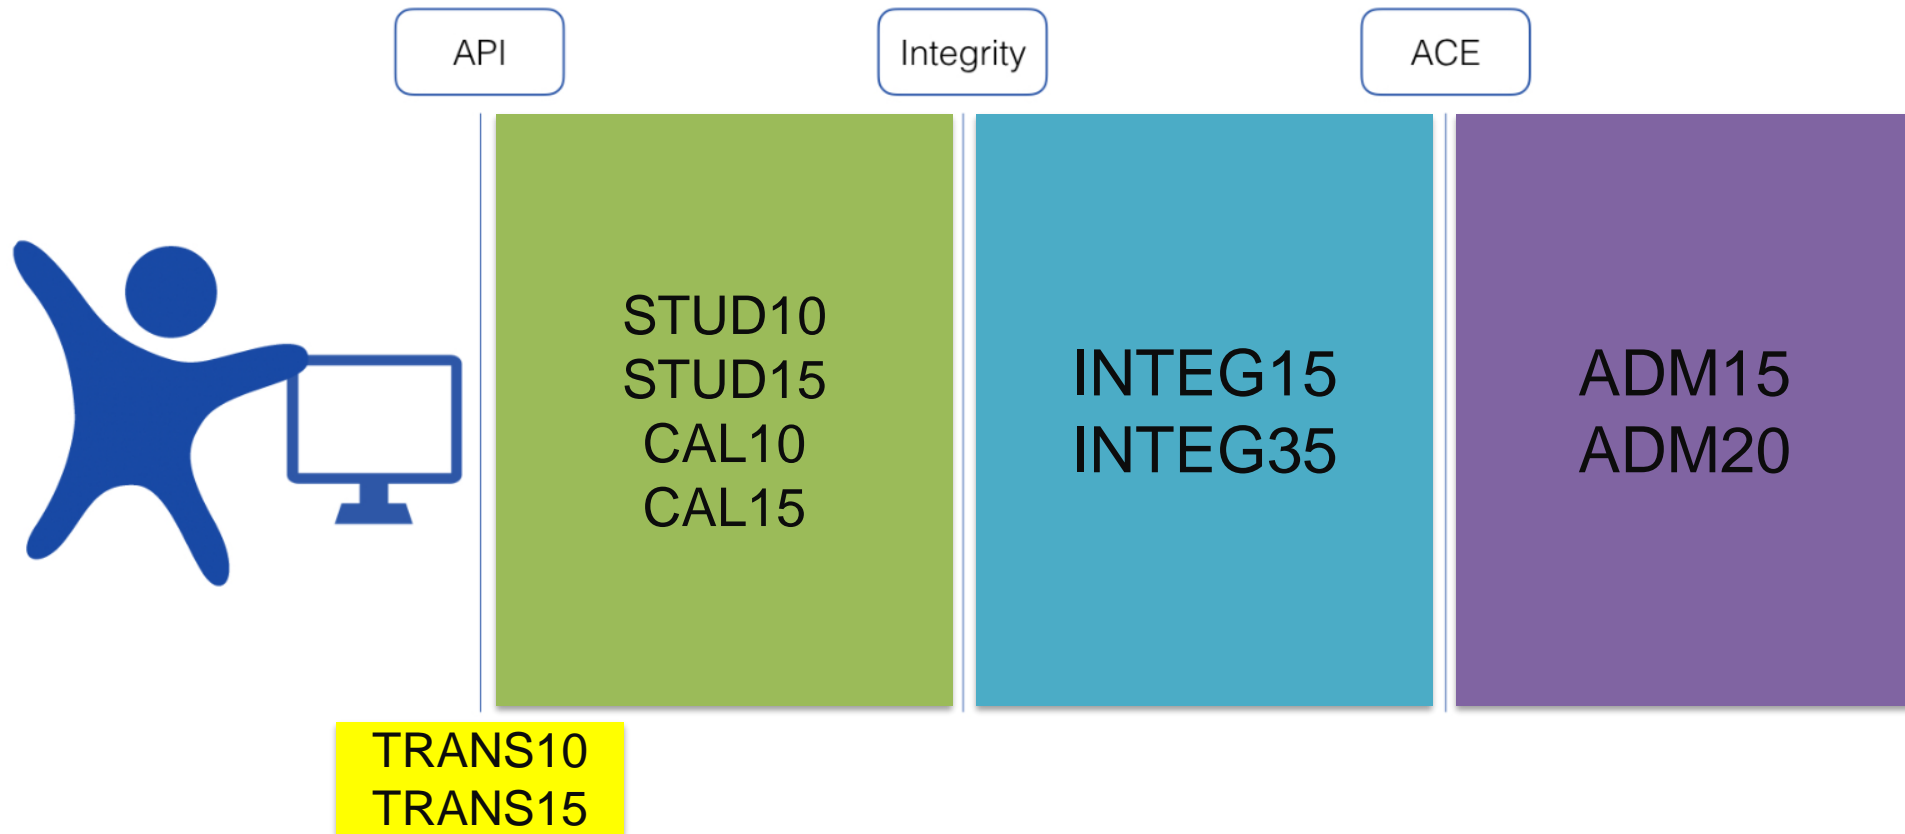 API
Integrity
ACE
STUD10
STUD15
CAL10
CAL15
INTEG15
INTEG35
ADM15
ADM20
TRANS10
TRANS15